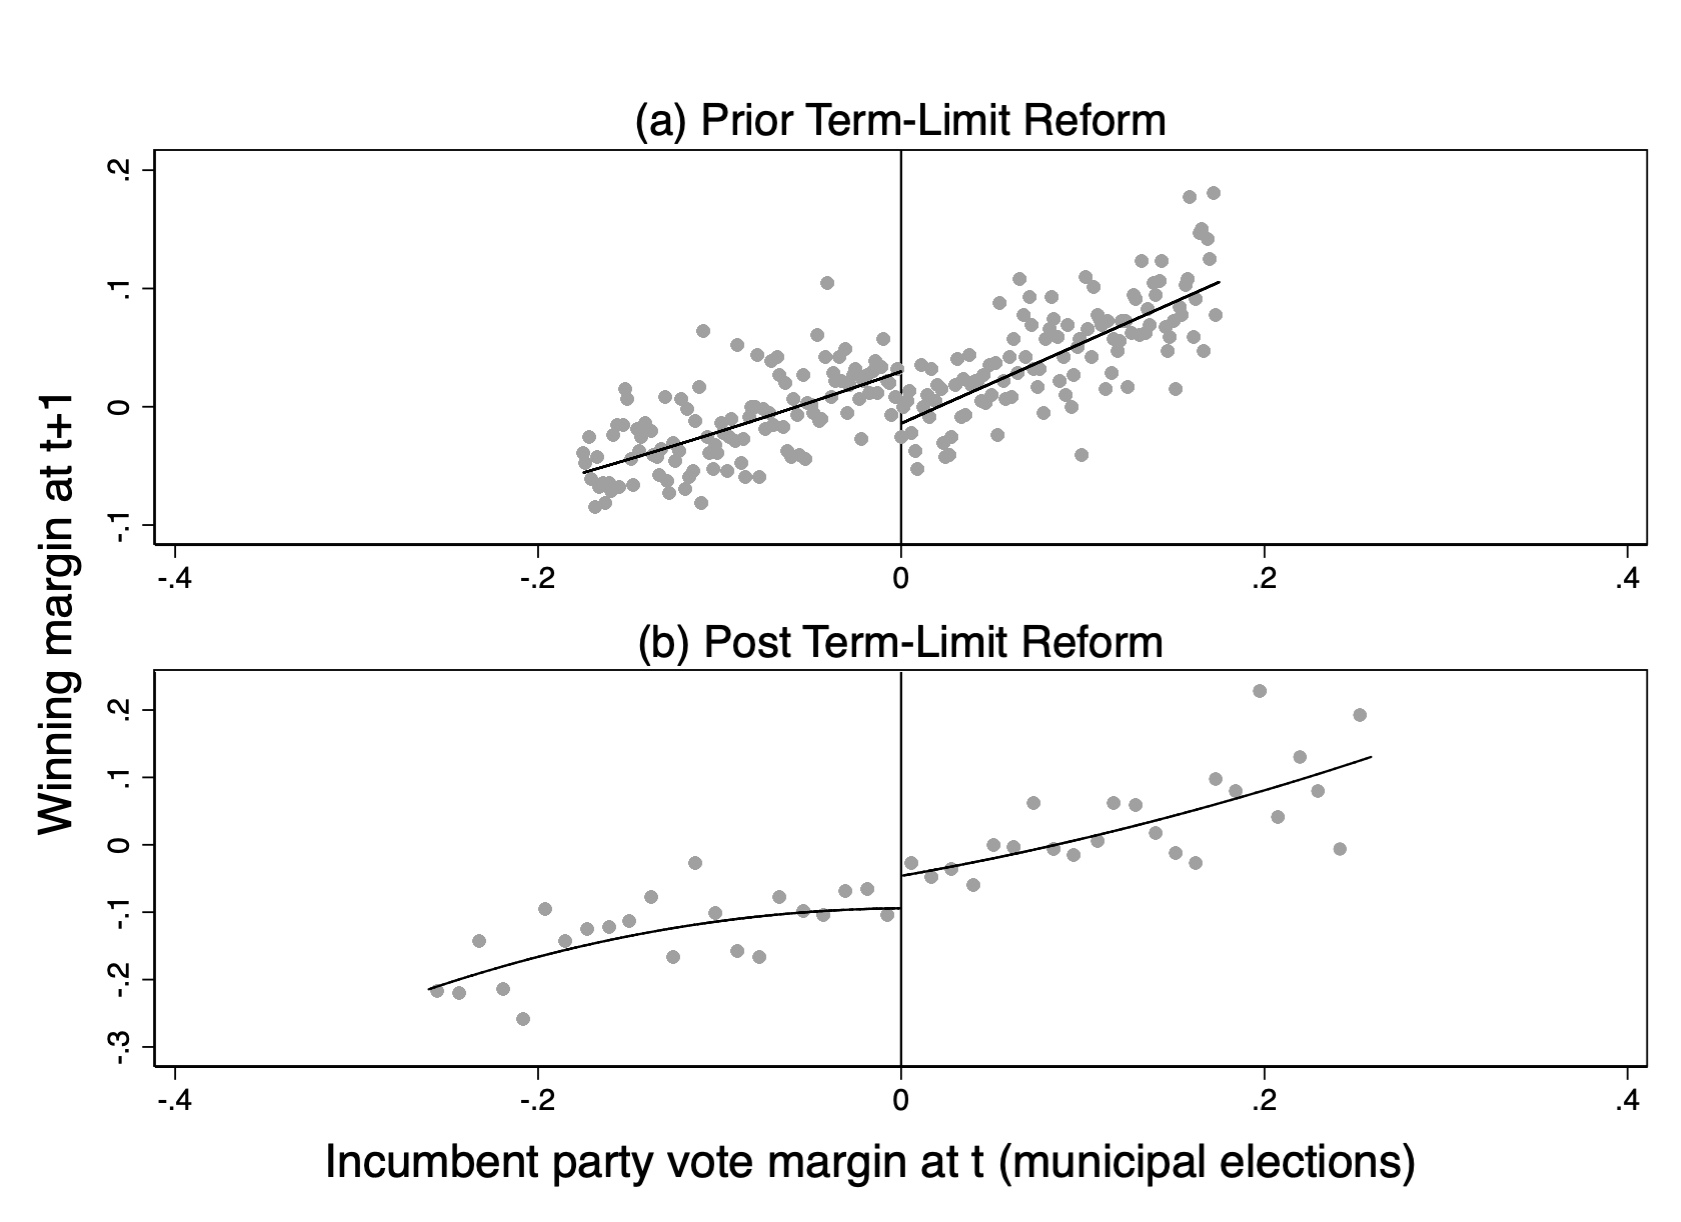 (a) Prior Term-Limit Reform
.2
.1
0
-.1
-.4 -.2 0 .2 .4
Winning margin at t+1
(b) Post Term-Limit Reform
.2
.1
0
-.1
-.2
-.3
-.4 -.2 0 .2 .4
Incumbent party vote margin at t (municipal elections)